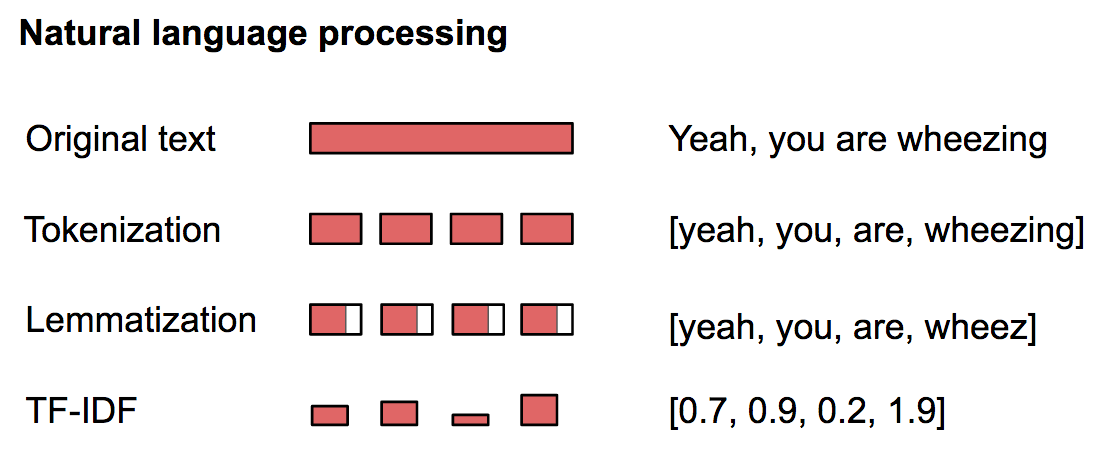 Natural language processing
Original text Yeah, you are wheezing
Tokenization [yeah, you, are, wheezing]
Lemmatization [yeah, you, are, wheez]
TF-IDF [0.7, 0.9, 0.2, 1.9]